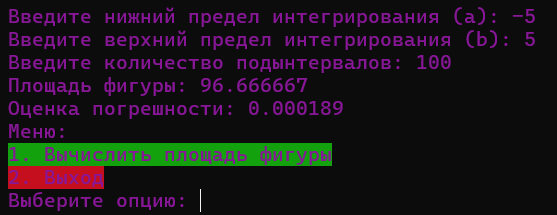 Введите нижний предел интегрирования (a): -5
Введите верхний предел интегрирования (b): 5
Введите количество подынтервалов: 100
Площадь фигуры: 96.666667
Оценка погрешности: 0.000189
Меню:
1. Вычислить площадь фигуры
2. Выход
Выберите опцию: